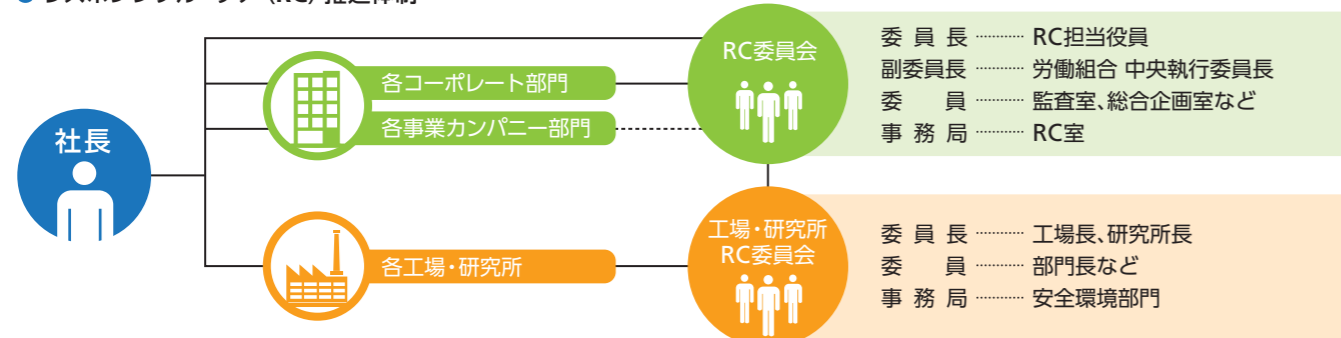 (RC)推進体制
社長
各コーポレート部門
各事業カンパニー部門
各工場・研究所
RC委員会
委員長 ………… RC担当役員
副委員長 ………… 労働組合 中央執行委員長
委員 ………… 監査室、総合企画室など
事務局 ………… RC室
工場・研究所
RC委員会
委員長 ………… 工場長、研究所長
委員 ………… 部門長など
事務局 ………… 安全環境部門